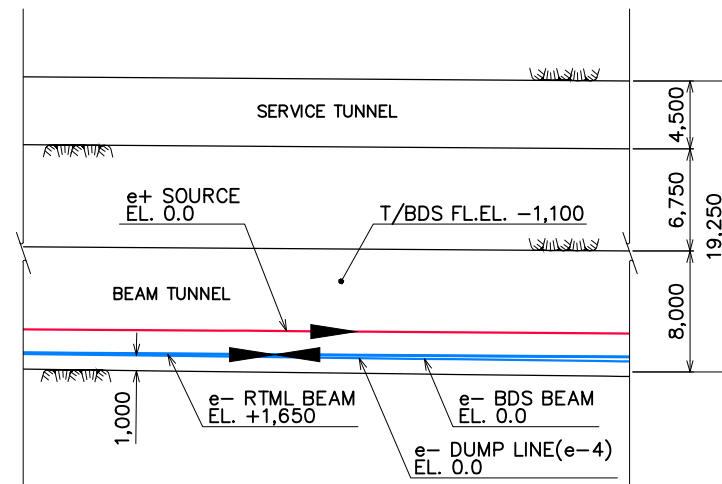 SERVICE TUNNEL
4,500
e+ SOURCE
EL. 0.0
T/BDS FL.EL. -1,100
6,750
19,250
BEAM TUNNEL
8,000
1,000
e- RTML BEAM
EL. +1,650
e- BDS BEAM
EL. 0.0
e- DUMP LINE(e-4)
EL. 0.0